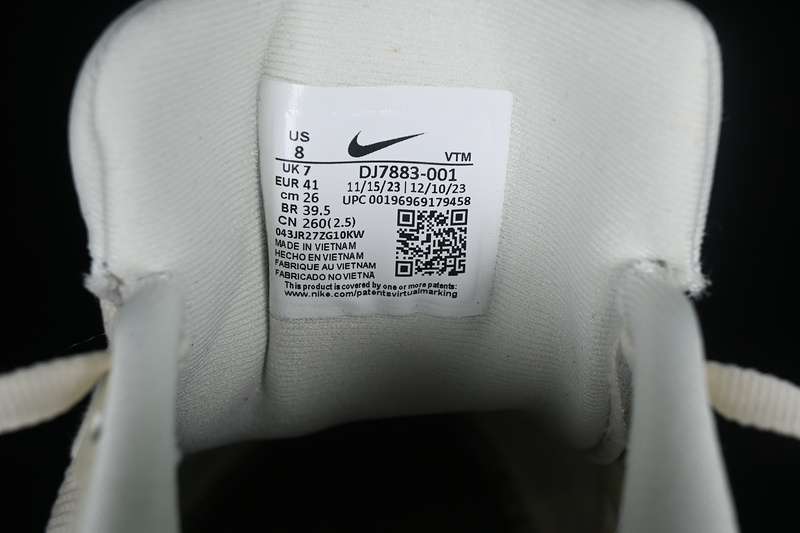 US
8
VTM
UK 7
DJ7883-001
EUR 41
11/15/23 | 12/10/23
cm 26
UPC 00196969179458
BR 39.5
CN 260(2.5)
043JR27ZG10KW
MADE IN VIETNAM
HECHO EN VIETNAM
FABRIQUE AU VIETNAM
FABRICADO NO VIETNA
This product is covered by one or more patents:
www.nike.com/patentsvirtualmarking